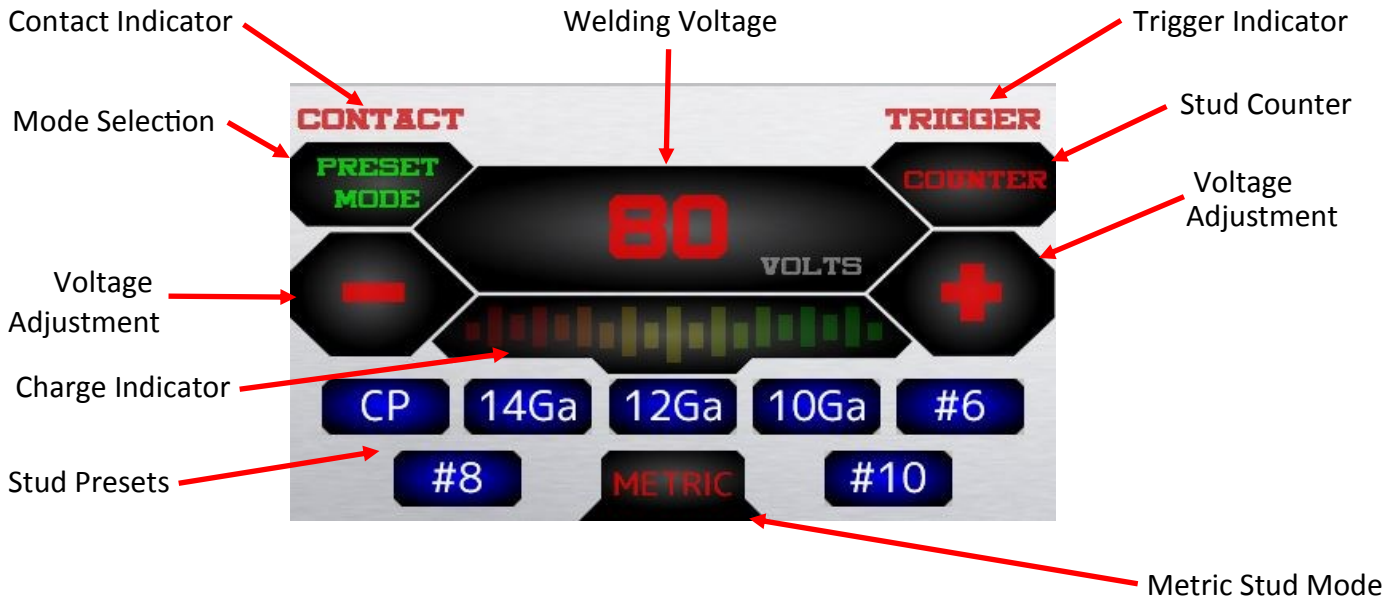 Contact Indicator
Welding Voltage
Trigger Indicator
Mode Selection
Stud Counter
CONTACT
TRIGGER
PRESET
MODE
COUNTER
80
VOLTS
Voltage
Adjustment
Voltage
Adjustment
Charge Indicator
CP
14Ga
12Ga
10Ga
#6
Stud Presets
#8
METRIC
#10
Metric Stud Mode